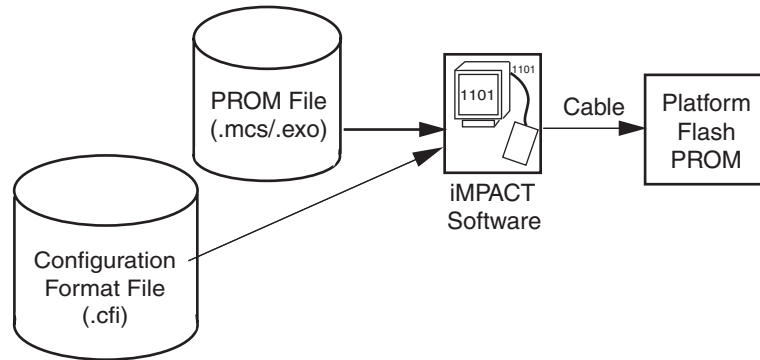 PROM File
(.mcs/.exo)
1101
1101
iMPACT
Software
Cable
Platform
Flash
PROM
Configuration
Format File
(.cfi)